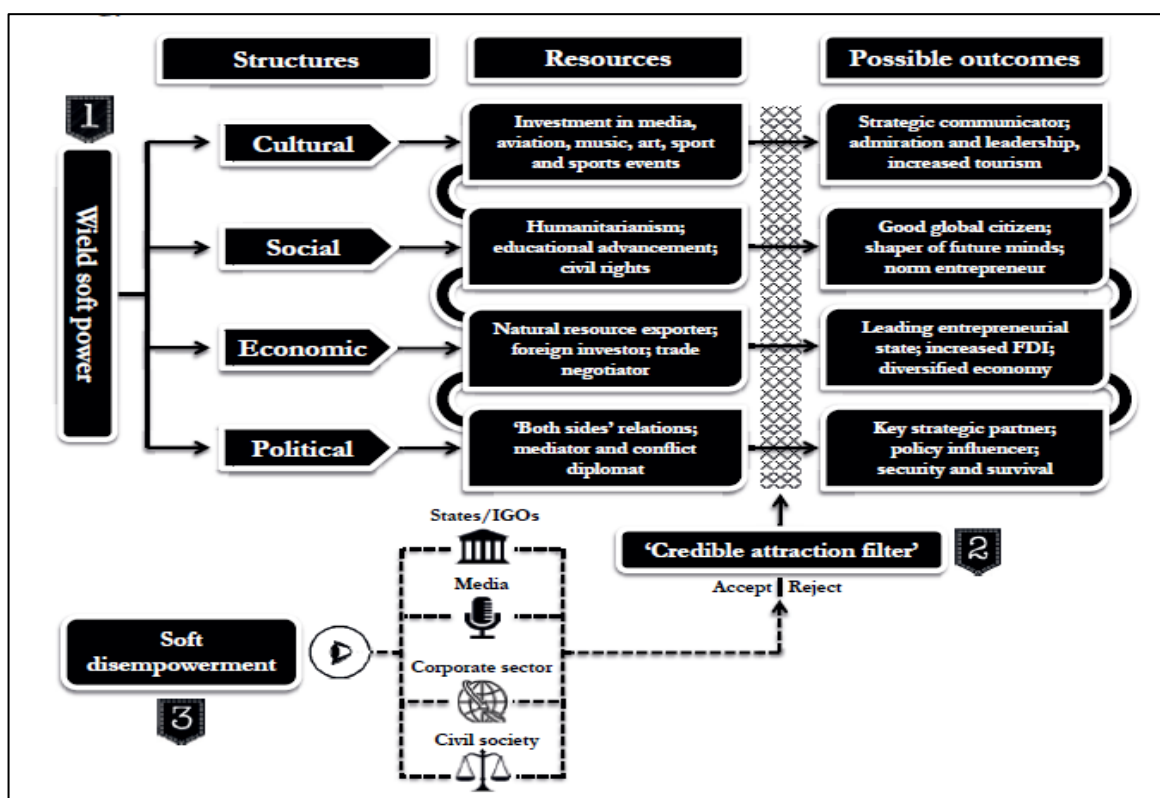 Structures
Resources
Possible outcomes
1
Wield soft power
Cultural
Investment in media,
aviation, music, art, sport
and sports events
Strategic communicator;
admiration and leadership,
increased tourism
Social
Humanitarianism;
educational advancement;
civil rights
Good global citizen;
shaper of future minds;
norm entrepreneur
Economic
Natural resource exporter;
foreign investor; trade
negotiator
Leading entrepreneurial
state; increased FDI;
diversified economy
Political
‘Both sides’ relations;
mediator and conflict
diplomat
Key strategic partner;
policy influencer;
security and survival
States/IGOs
‘Credible attraction filter’
2
Media
Accept Reject
Soft
disempowerment
Corporate sector
3
Civil society